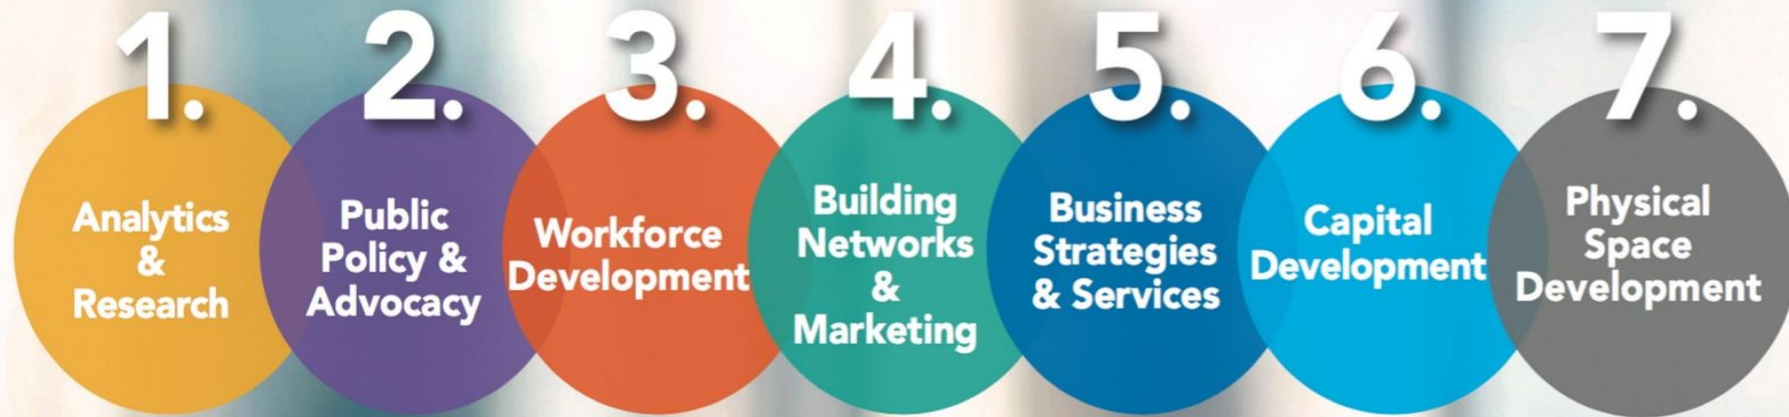 1.
Analytics
&
Research
2.
Public
Policy &
Advocacy
3.
Workforce
Development
4.
Building
Networks
&
Marketing
5.
Business
Strategies
& Services
6.
Capital
Development
7.
Physical
Space
Development